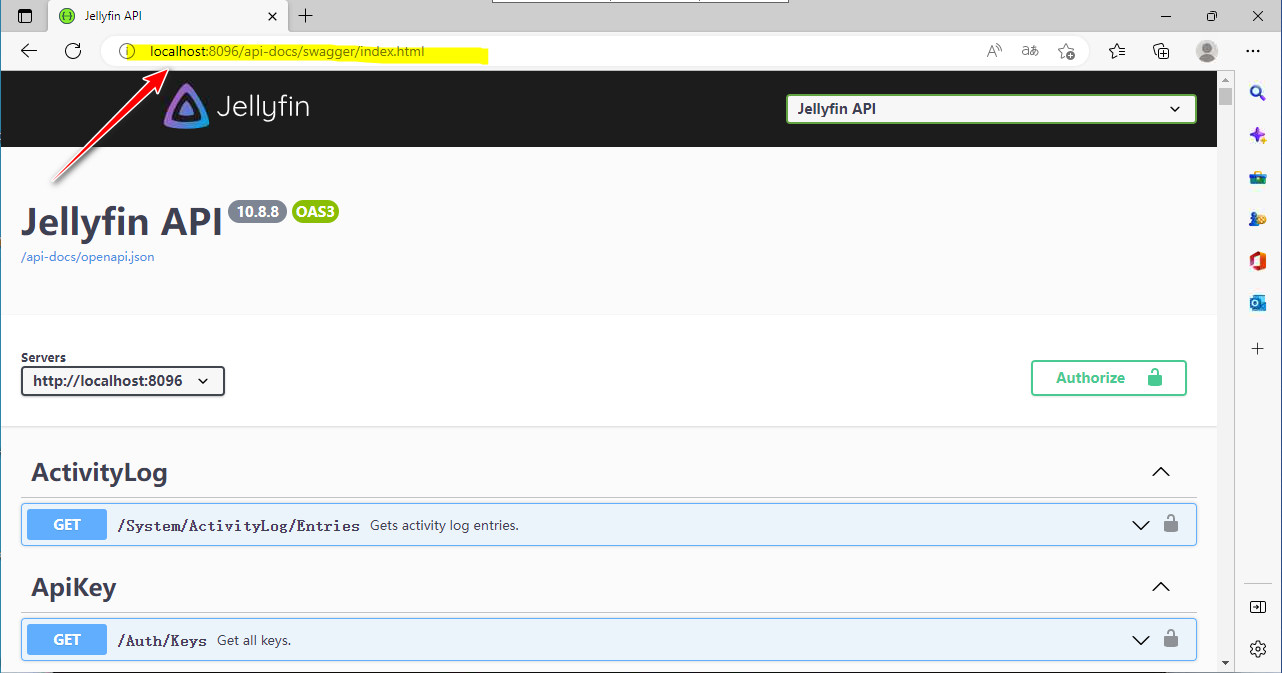 Jellyfin API
localhost:8096/api-docs/swagger/index.html
Jellyfin
Jellyfin API
Jellyfin API 10.8.8 OAS3
/api-docs/openapi.json
Servers
http://localhost:8096
Authorize
ActivityLog
GET /System/ActivityLog/Entries Gets activity log entries.
ApiKey
GET /Auth/Keys Get all keys.